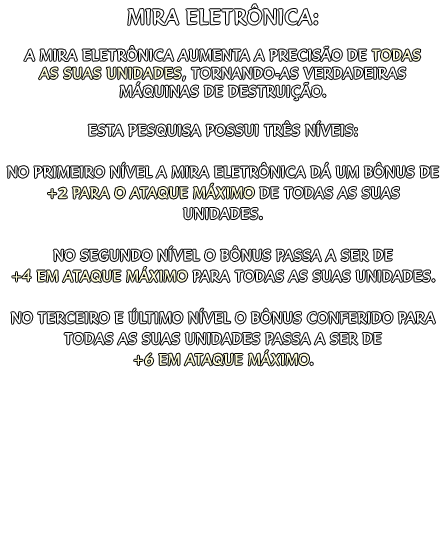 MIRA ELETRÔNICA:
A MIRA ELETRÔNICA AUMENTA A PRECISÃO DE TODAS
AS SUAS UNIDADES, TORNANDO-AS VERDADEIRAS
MÁQUINAS DE DESTRUIÇÃO.
ESTA PESQUISA POSSUI TRÊS NÍVEIS:
NO PRIMEIRO NÍVEL A MIRA ELETRÔNICA DÁ UM BÔNUS DE
+2 PARA O ATAQUE MÁXIMO DE TODAS AS SUAS
UNIDADES.
NO SEGUNDO NÍVEL O BÔNUS PASSA A SER DE
+4 EM ATAQUE MÁXIMO PARA TODAS AS SUAS UNIDADES.
NO TERCEIRO E ÚLTIMO NÍVEL O BÔNUS CONFERIDO PARA
TODAS AS SUAS UNIDADES PASSA A SER DE
+6 EM ATAQUE MÁXIMO.